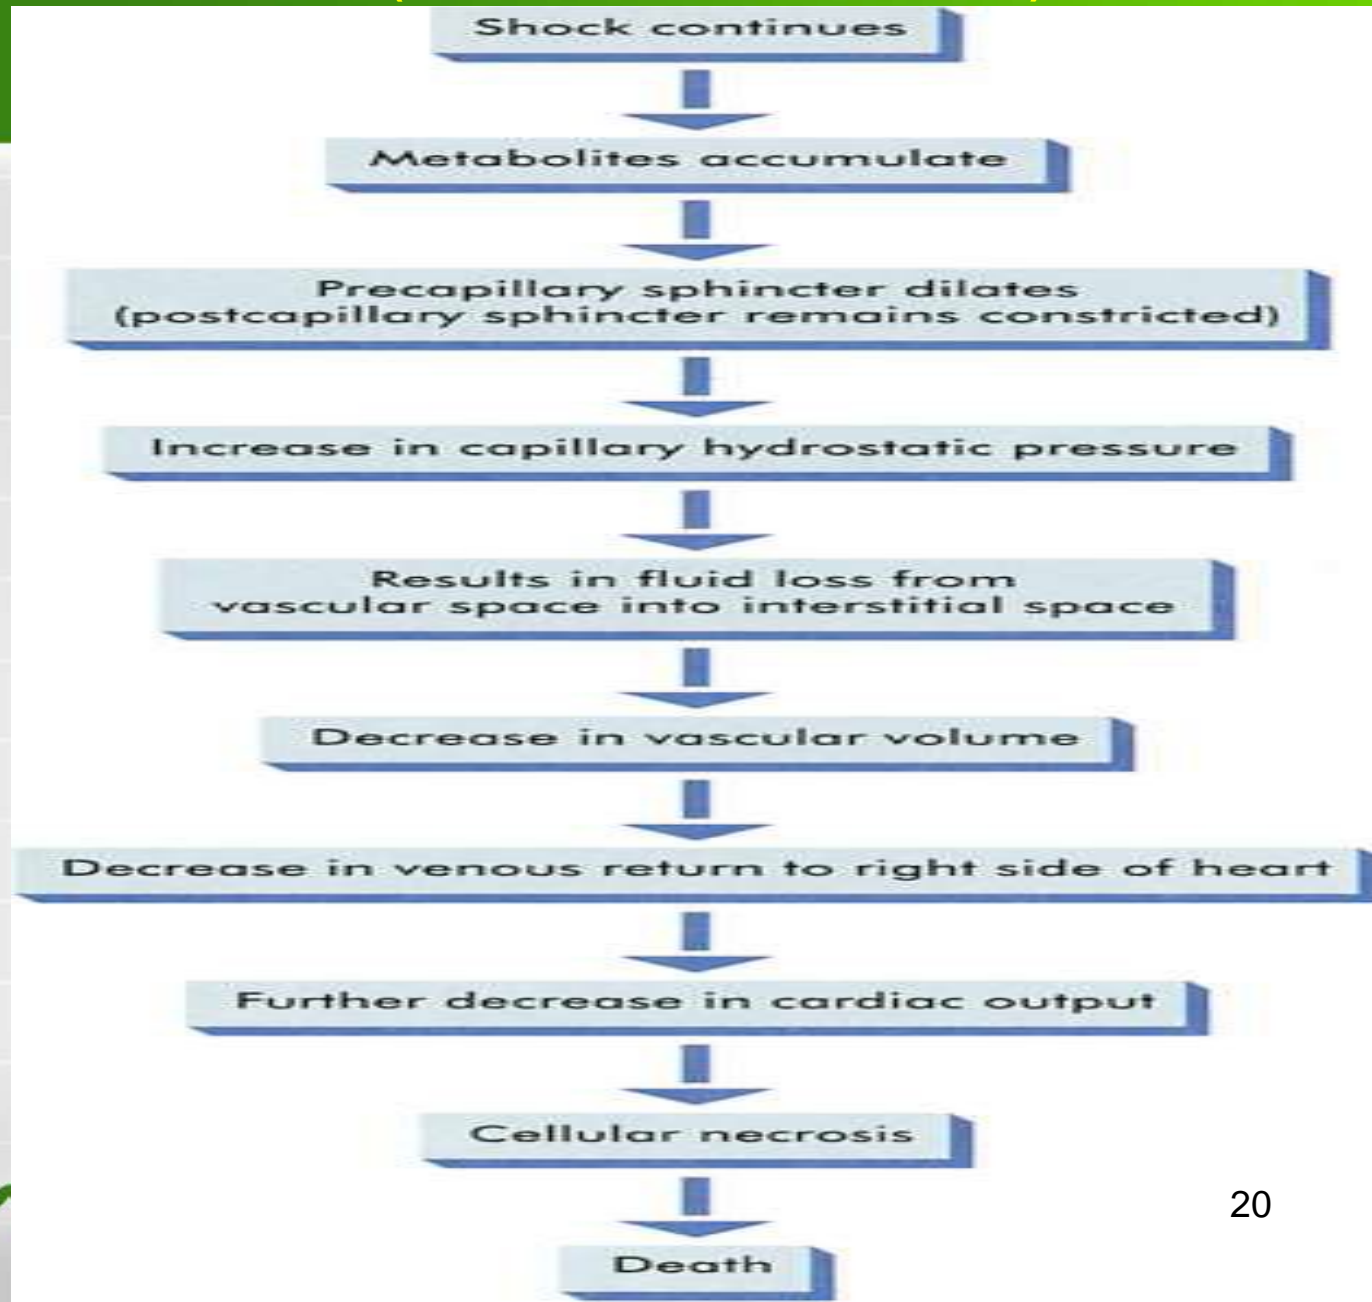 Shock continues
Metabolites accumulate
Precapillary sphincter dilates
(postcapillary sphincter remains constricted)
Increase in capillary hydrostatic pressure
Results in fluid loss from
vascular space into interstitial space
Decrease in vascular volume
Decrease in venous return to right side of heart
Further decrease in cardiac output
Cellular necrosis
20
Death